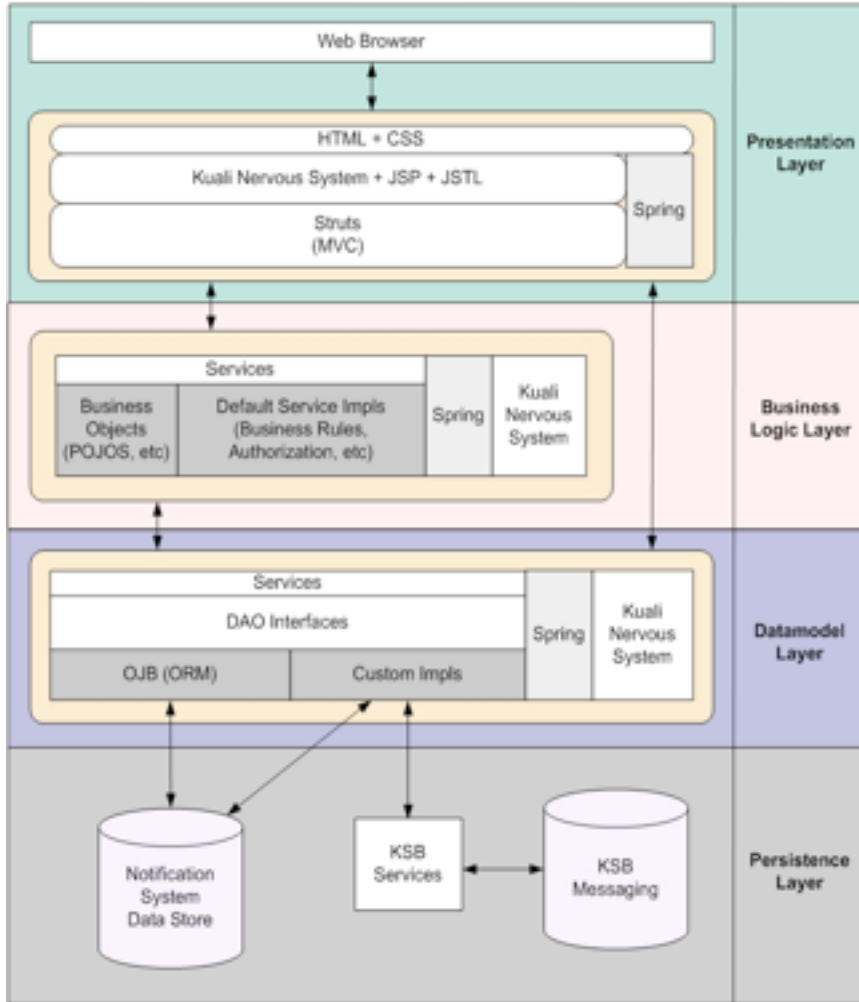 Web Browser
HTML + CSS
Kuali Nervous System + JSP + JSTL
Struts
(MVC)
Spring
Presentation
Layer
Services
Business
Objects
(POJOS, etc)
Default Service Impls
(Business Rules,
Authorization, etc)
Spring
Kuali
Nervous
System
Business
Logic Layer
Services
DAO Interfaces
OJB (ORM)
Custom Impls
Spring
Kuali
Nervous
System
Datamodel
Layer
Notification
System
Data Store
KSB
Services
KSB
Messaging
Persistence
Layer